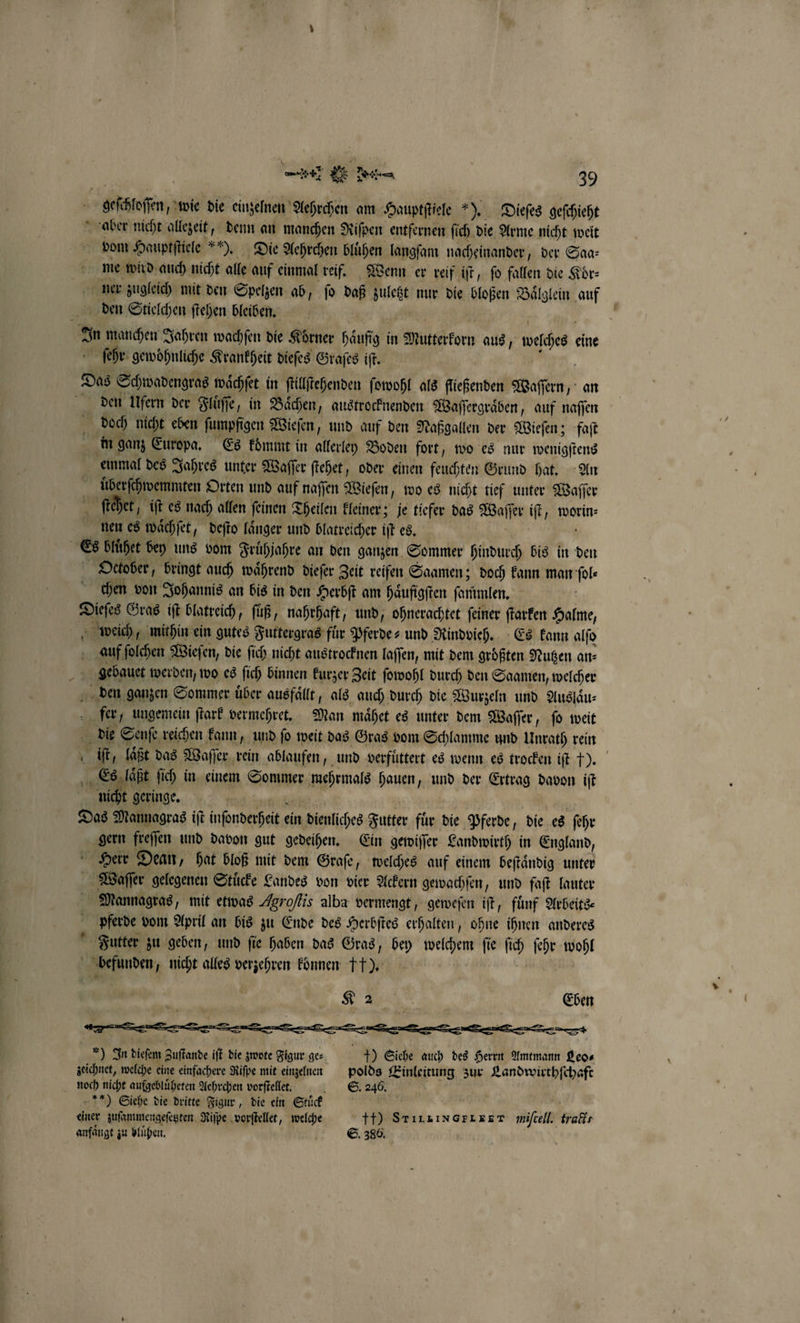 39
geschlossen, wie die einzelnen Aehrchen am Hauptstiele *). Dieses geschieht
aber nicht allezeit, denn an manchen Rispen entfernen sich die Arme nicht weit
vom Hauptstiele **). Die Aehrchen blühen langsam nacheinander, der Saa-
me wird auch nicht alle auf einmal reif. Wenn er reif ist, so fallen die Kör-
ner zugleich mit den Spelzen ab, so daß zuletzt nur die bloßen Bälglein auf
den Stielchen stehen bleiben.
In manchen Jahren wachsen die Körner häufig in Mutterkorn aus, welches eine
sehr gewöhnliche Krankheit dieses Grases ist.
Das Schwadengras wächset in stillstehenden sowohl als fließenden Wassern, an
den Ufern der Flüsse, in Bächen, austrocknenden Wassergräben, auf nassen
doch nicht eben sumpfigen Wiesen, und auf den Naßgallen der Wiesen; fast
in ganz Europa. Es kömmt in allerley Boden fort, wo es nur wenigstens
einmal des Jahres unter Wasser stehet, oder einen feuchten Grund hat. An
überschwemmten Orten und auf nassen Wiesen, wo es nicht tief unter Wasser
stehet, ist es nach allen seinen Theilen kleiner; je tiefer das Wasser ist, worin-
nen es wächset, desto länger und blatreicher ist es.
Es blühet bey uns vom Frühjahre an den ganzen Sommer hindurch bis in den
October, bringt auch während dieser Zeit reifen Saamen; doch kann man sol-
chen von Johannis an bis in den Herbst am häufigsten sammlen.
Dieses Gras ist blatreich, süß, nahrhaft, und, ohnerachtet seiner starken Halme,
weich, mithin ein gutes Futtergras für Pferde- und Rindvieh. Es kann also
auf solchen Wiesen, die sich nicht austrocknen lassen, mit dem größten Nutzen an-
gebauet werden, wo es sich binnen kurzer Zeit sowohl durch den Saamen, welcher
den ganzen Sommer über ausfällt, als auch durch die Wurzeln und Ausläu-
fer, ungemein stark vermehret. Man mähet es unter dem Wasser, so weit
die Sense reichen kann, und so weit das Gras vom Schlamme und Unrath rein
ist, läßt das Wasser rein ablaufen, und verfüttert es wenn es trocken ist †).
Es läßt sich in einem Sommer mehrmals hauen, und der Ertrag davon ist
nicht geringe.
Das Mannagras ist insonderheit ein dienliches Futter für die Pferde, die es sehr
gern fressen und davon gut gedeihen. Ein gewisser Landwirth in England,
Herr Dean, hat bloß mit dem Grase, welches auf einem beständig unter
Wasser gelegenen Stücke Landes von vier Ackern gewachsen, und fast lauter
Mannagras, mit etwas Agrostis alba vermengt, gewesen ist, fünf Arbeits-
pferde vom April an bis zu Ende des Herbstes erhalten, ohne ihnen anderes
Futter zu geben, und sie haben das Gras, bey welchem sie sich sehr wohl
befunden, nicht alles verzehren können ††).
K 2 Eben
*) In diesem Zustande ist die zwote Figur ge-
zeichnet, welche eine einfachere Rispe mit einzelnen
noch nicht aufgeblüheten Aehrchen vorstellet.
**) Siehe die dritte Figur, die ein Stück
einer zusammengesetzten Rispe vorstellet, welche
anfängt zu blühen.
†) Siehe auch des Herrn Amtmann Leo-
polds Einleitung zur Landwirthschaft
S. 246.
††) STILLINGFLEET miscell. tracts
S. 386.